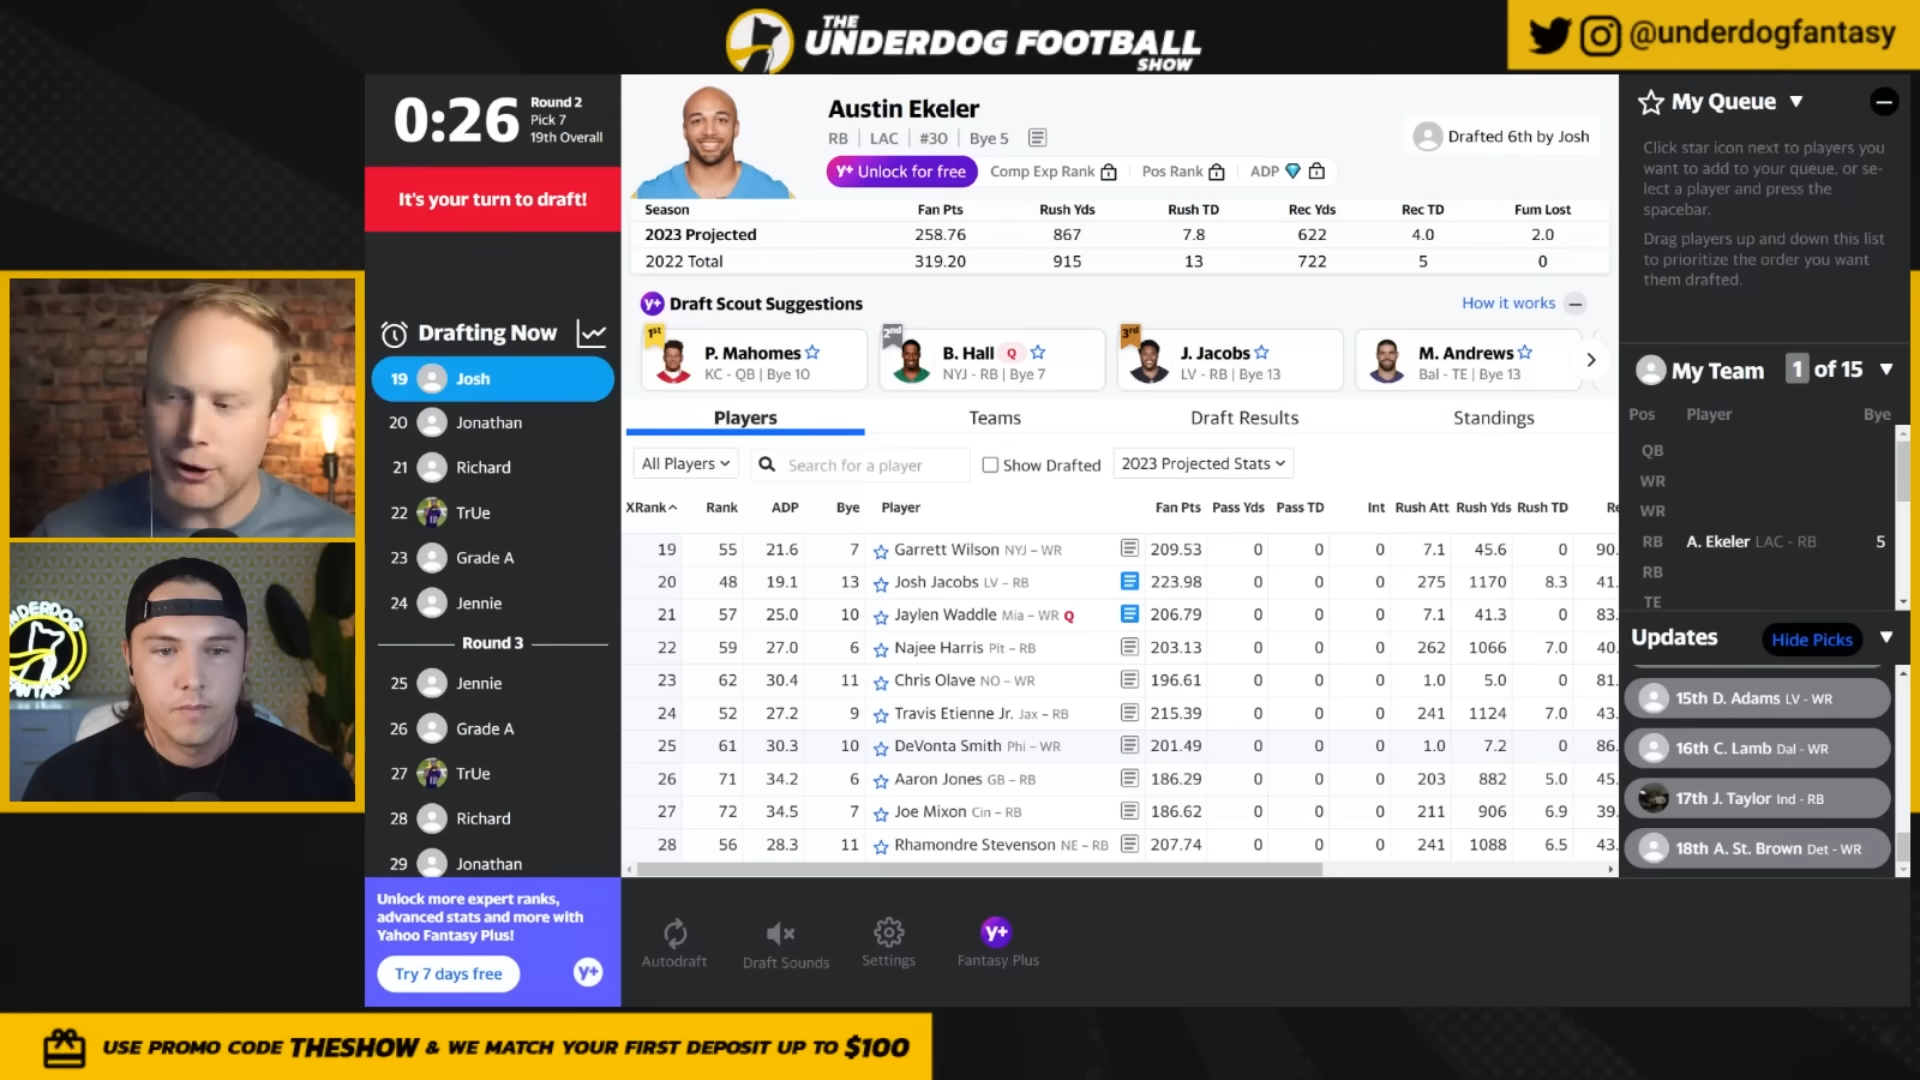 THE
UNDERDOG FOOTBALL
SHOW
@underdogfantasy
0:26
Round 2
Pick 7
19th Overall
It's your turn to draft!
Drafting Now
19 Josh
20 Jonathan
21 Richard
22 TrUe
23 Grade A
24 Jennie
Round 3
25 Jennie
26 Grade A
27 TrUe
28 Richard
29 Jonathan
Unlock more expert ranks,
advanced stats and more with
Yahoo Fantasy Plus!
Try 7 days free
y+
Austin Ekeler
RB | LAC | #30 | Bye 5
Drafted 6th by Josh
y+ Unlock for free Comp Exp Rank | Pos Rank | ADP
Season Fan Pts Rush Yds Rush TD Rec Yds Rec TD Fum Lost
2023 Projected 258.76 867 7.8 622 4.0 2.0
2022 Total 319.20 915 13 722 5 0
y+ Draft Scout Suggestions How it works
1st P. Mahomes
KC - QB | Bye 10
2nd B. Hall Q
NYJ - RB | Bye 7
3rd J. Jacobs
LV - RB | Bye 13
M. Andrews
Bal - TE | Bye 13
Players Teams Draft Results Standings
All Players Search for a player Show Drafted 2023 Projected Stats
XRank Rank ADP Bye Player Fan Pts Pass Yds Pass TD Int Rush Att Rush Yds Rush TD Re
19 55 21.6 7 Garrett Wilson NYJ – WR 209.53 0 0 0 7.1 45.6 0 90.
20 48 19.1 13 Josh Jacobs LV – RB 223.98 0 0 0 275 1170 8.3 41.
21 57 25.0 10 Jaylen Waddle Mia – WR Q 206.79 0 0 0 7.1 41.3 0 83.
22 59 27.0 6 Najee Harris Pit – RB 203.13 0 0 0 262 1066 7.0 40.
23 62 30.4 11 Chris Olave NO – WR 196.61 0 0 0 1.0 5.0 0 81.
24 52 27.2 9 Travis Etienne Jr. Jax – RB 215.39 0 0 0 241 1124 7.0 43.
25 61 30.3 10 DeVonta Smith Phi – WR 201.49 0 0 0 1.0 7.2 0 86.
26 71 34.2 6 Aaron Jones GB – RB 186.29 0 0 0 203 882 5.0 45.
27 72 34.5 7 Joe Mixon Cin – RB 186.62 0 0 0 211 906 6.9 39.
28 56 28.3 11 Rhamondre Stevenson NE – RB 207.74 0 0 0 241 1088 6.5 43.
Autodraft Draft Sounds Settings y+ Fantasy Plus
My Queue
Click star icon next to players you
want to add to your queue, or se-
lect a player and press the
spacebar.
Drag players up and down this list
to prioritize the order you want
them drafted.
My Team 1 of 15
Pos Player Bye
QB
WR
WR
RB A. Ekeler LAC - RB 5
RB
TE
Updates Hide Picks
15th D. Adams LV - WR
16th C. Lamb Dal - WR
17th J. Taylor Ind - RB
18th A. St. Brown Det - WR
UNDERDOG
FANTASY
USE PROMO CODE THESHOW & WE MATCH YOUR FIRST DEPOSIT UP TO $100